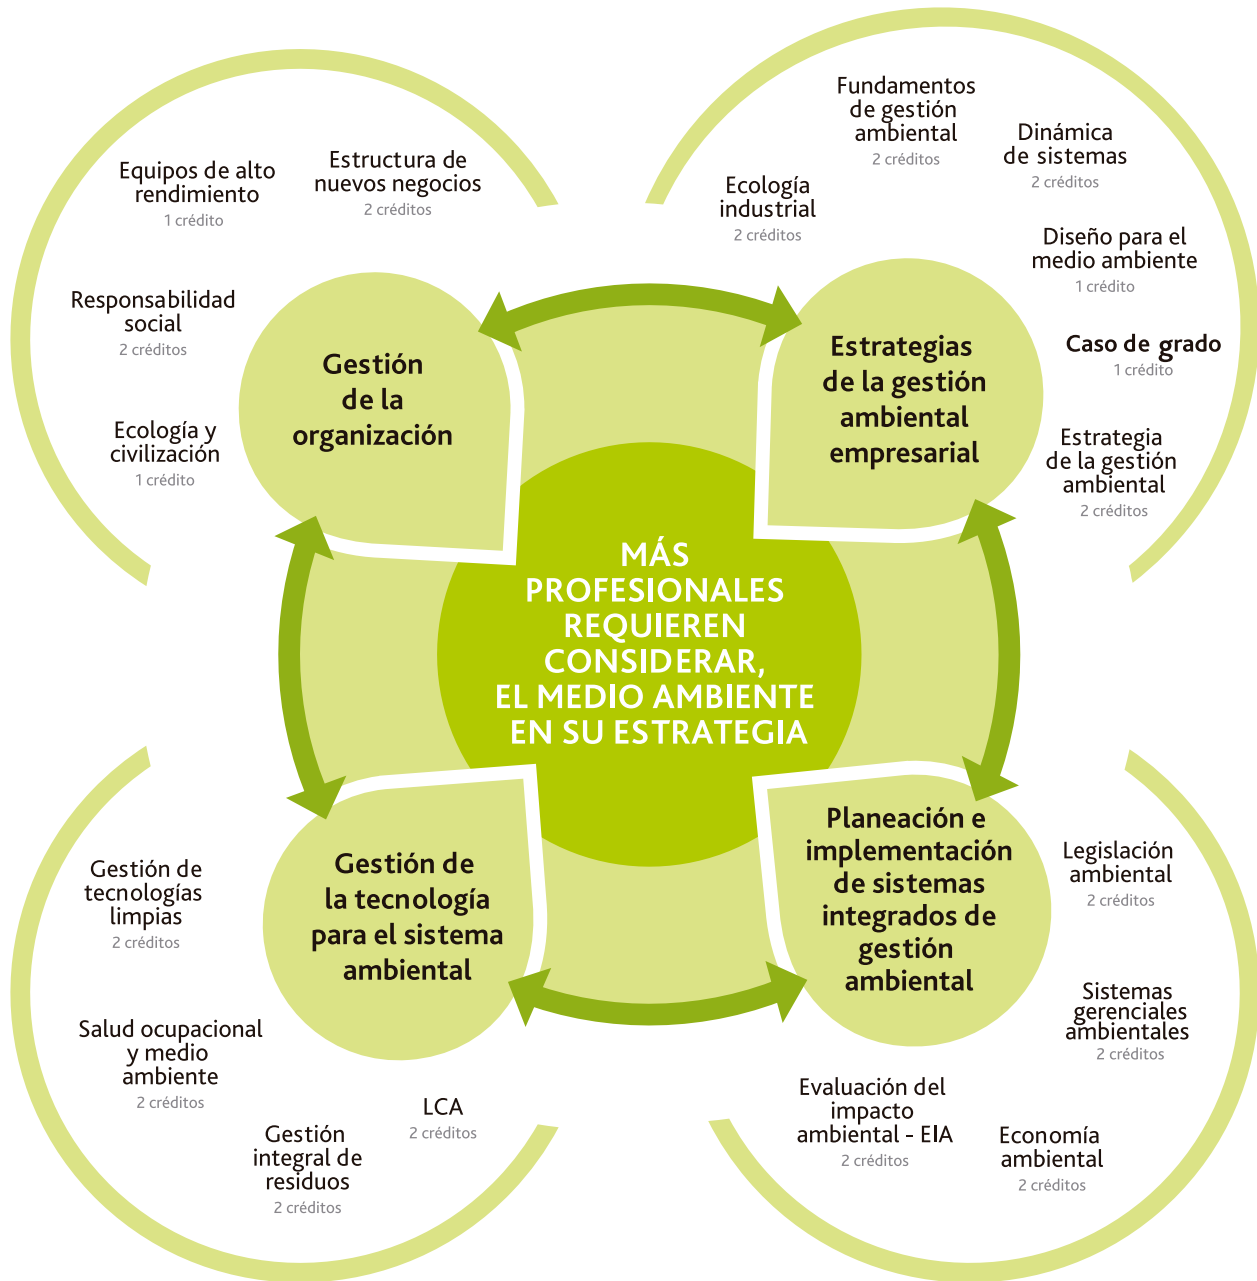 Equipos de alto
rendimiento
1 crédito
Estructura de
nuevos negocios
2 créditos
Responsabilidad
social
2 créditos
Ecología y
civilización
1 crédito
Gestión
de la
organización
Fundamentos
de gestión
ambiental
2 créditos
Dinámica
de sistemas
2 créditos
Ecología
industrial
2 créditos
Diseño para el
medio ambiente
1 crédito
Caso de grado
1 crédito
Estrategia
de la gestión
ambiental
2 créditos
Estrategias
de la gestión
ambiental
empresarial
MÁS
PROFESIONALES
REQUIEREN
CONSIDERAR,
EL MEDIO AMBIENTE
EN SU ESTRATEGIA
Gestión de
la tecnología
para el sistema
ambiental
Gestión de
tecnologías
limpias
2 créditos
Salud ocupacional
y medio
ambiente
2 créditos
Gestión
integral de
residuos
2 créditos
LCA
2 créditos
Planeación e
implementación
de sistemas
integrados de
gestión
ambiental
Legislación
ambiental
2 créditos
Sistemas
gerenciales
ambientales
2 créditos
Evaluación del
impacto
ambiental - EIA
2 créditos
Economía
ambiental
2 créditos